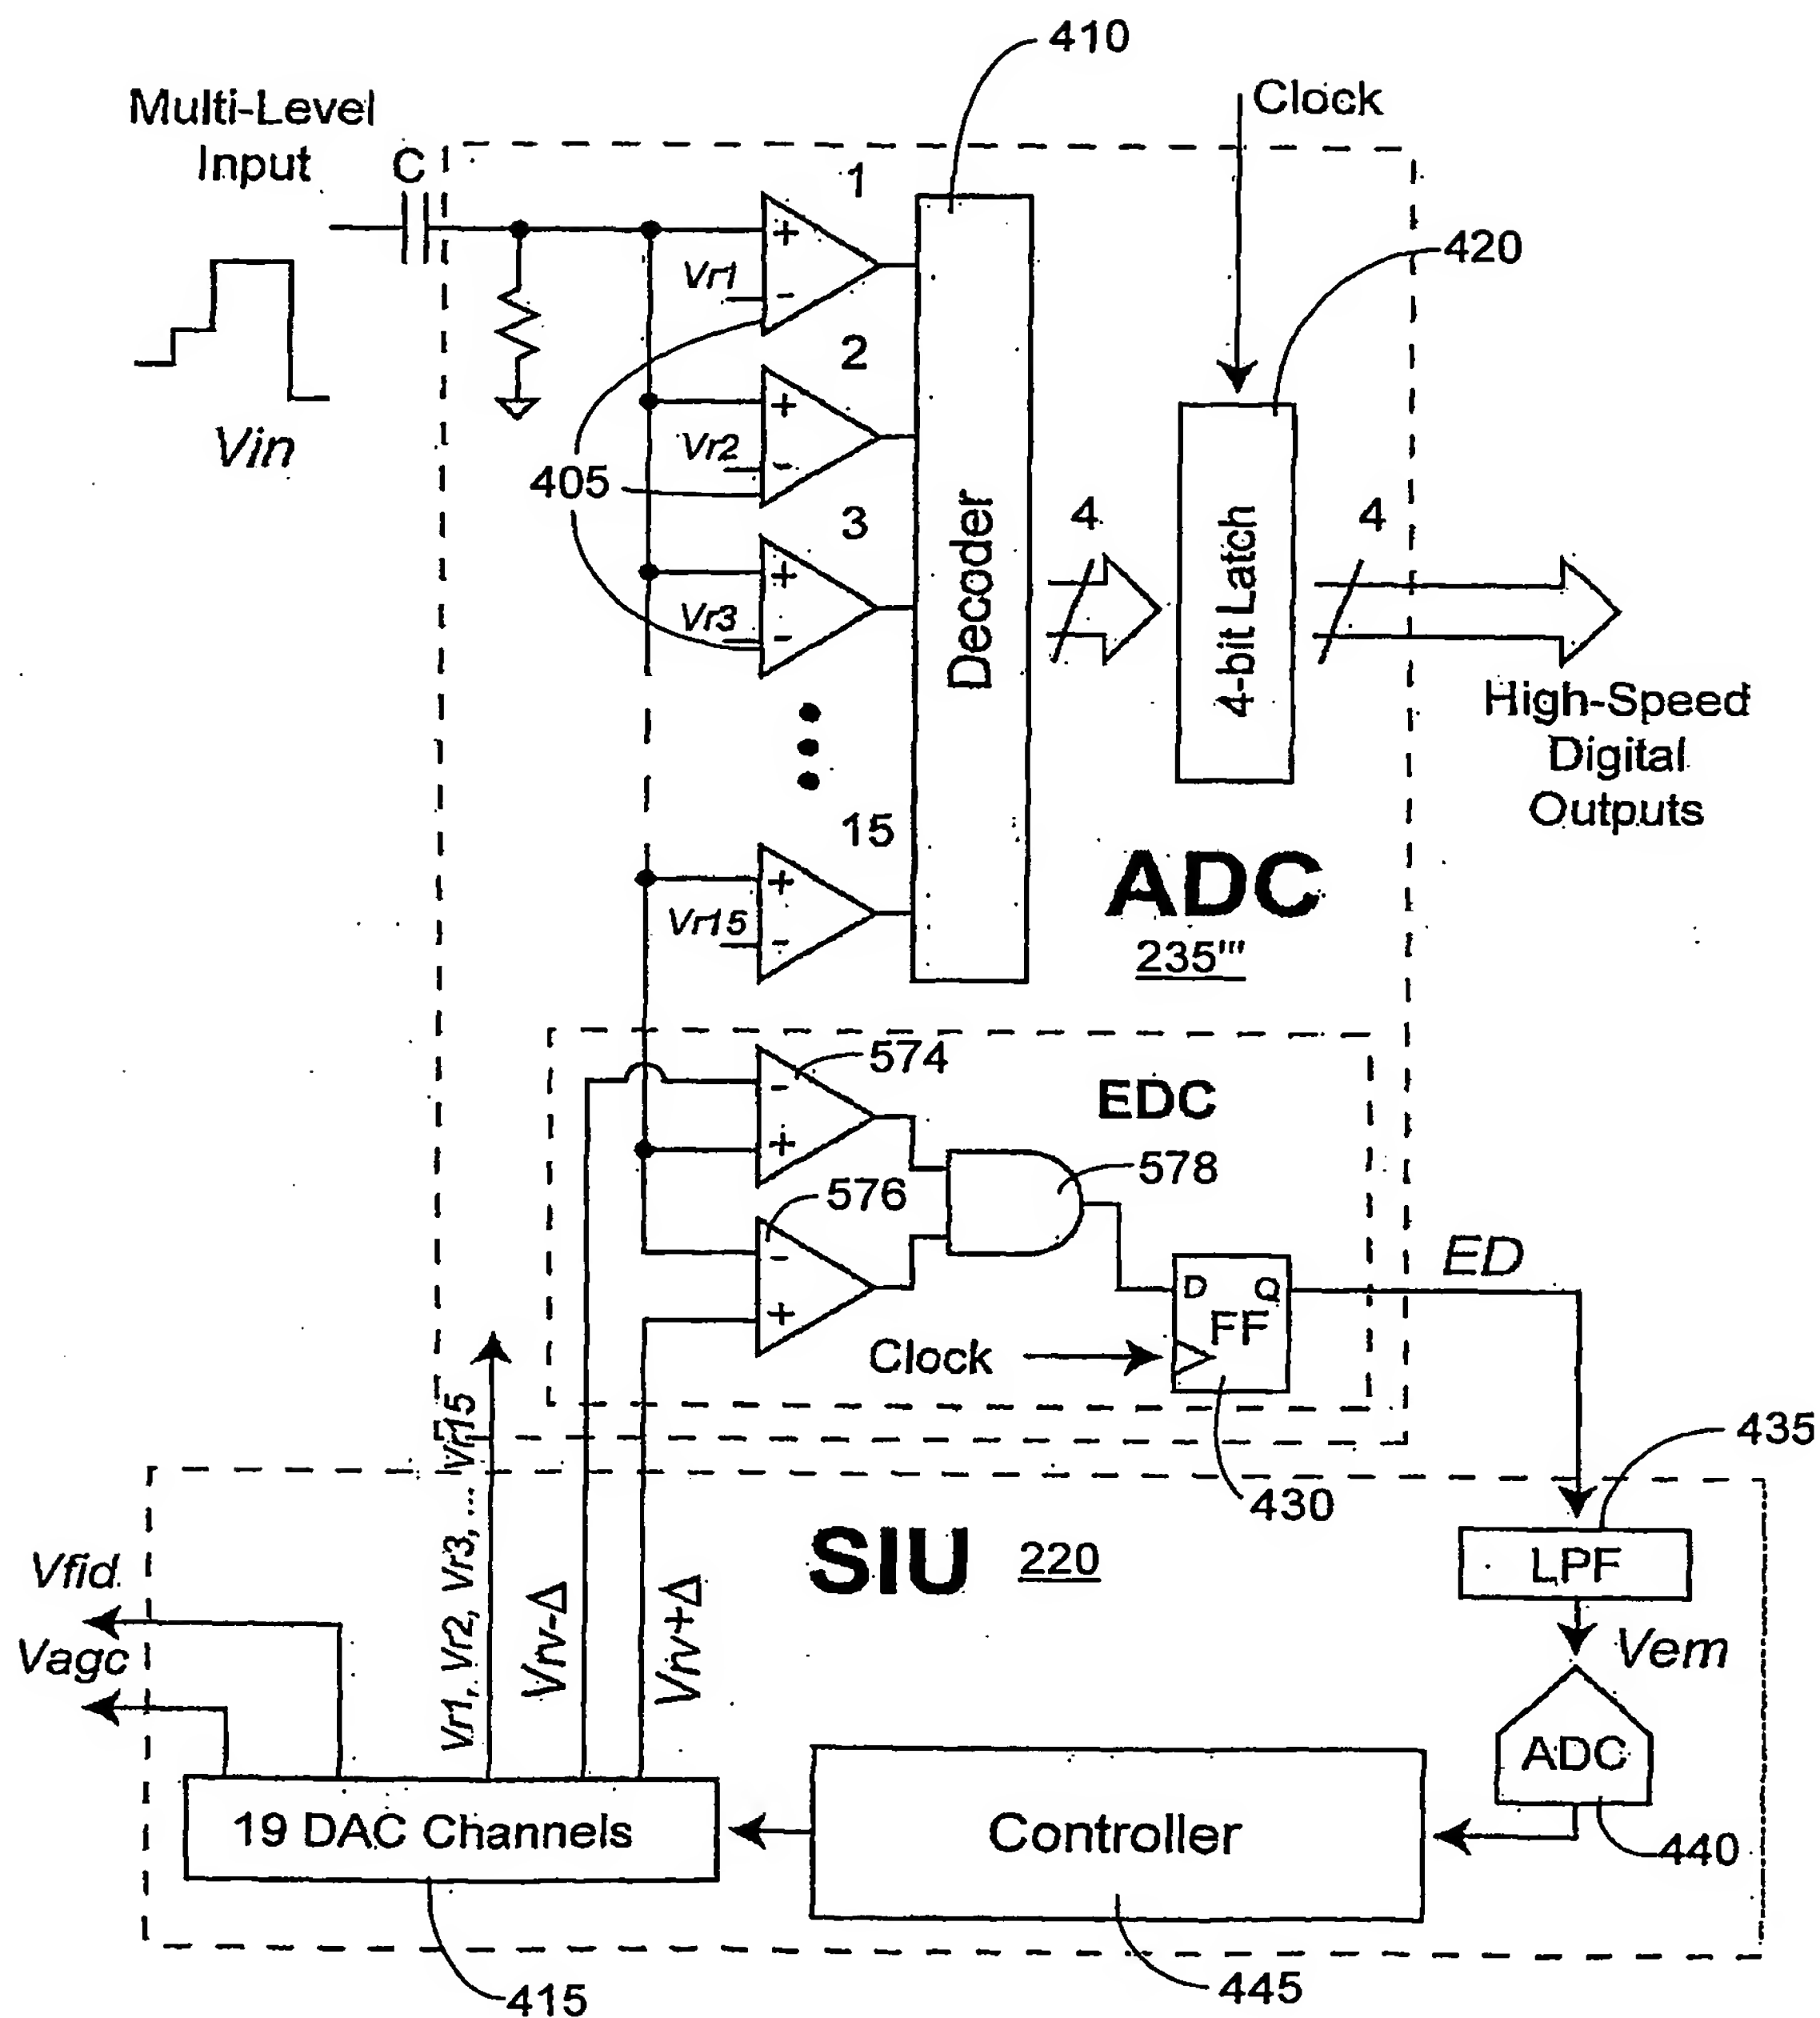 410
Multi-Level
Input
C
Clock
1
+
Vr1
-
420
Vin
2
+
Vr2
-
405
3
+
Vr3
-
Decoder
4
4-bit Latch
4
High-Speed
Digital
Outputs
15
+
Vr15
-
ADC
235'''
574
-
+
EDC
576
578
-
+
ED
D Q
FF
Clock
430
435
Vr1, Vr2, Vr3, ... Vr15
Vrv-Δ
Vrv+Δ
SIU 220
LPF
Vfid
Vagc
Vem
ADC
19 DAC Channels
Controller
440
415
445